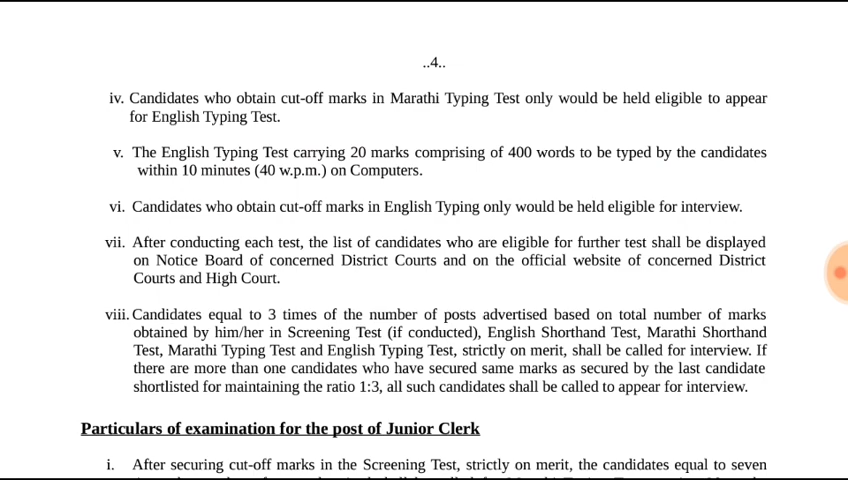 ..4..
iv. Candidates who obtain cut-off marks in Marathi Typing Test only would be held eligible to appear
for English Typing Test.
v. The English Typing Test carrying 20 marks comprising of 400 words to be typed by the candidates
within 10 minutes (40 w.p.m.) on Computers.
vi. Candidates who obtain cut-off marks in English Typing only would be held eligible for interview.
vii. After conducting each test, the list of candidates who are eligible for further test shall be displayed
on Notice Board of concerned District Courts and on the official website of concerned District
Courts and High Court.
viii. Candidates equal to 3 times of the number of posts advertised based on total number of marks
obtained by him/her in Screening Test (if conducted), English Shorthand Test, Marathi Shorthand
Test, Marathi Typing Test and English Typing Test, strictly on merit, shall be called for interview. If
there are more than one candidates who have secured same marks as secured by the last candidate
shortlisted for maintaining the ratio 1:3, all such candidates shall be called to appear for interview.
Particulars of examination for the post of Junior Clerk
i. After securing cut-off marks in the Screening Test, strictly on merit, the candidates equal to seven